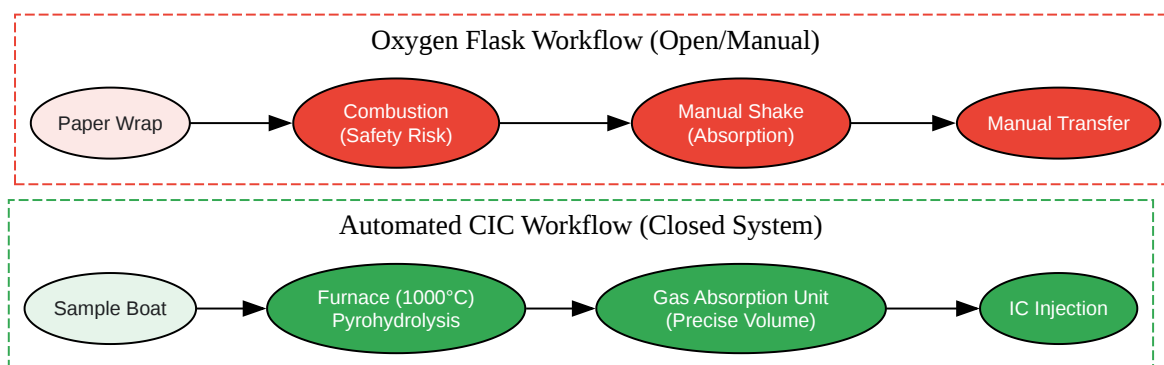 Oxygen Flask Workflow (Open/Manual)
Paper Wrap
Combustion
(Safety Risk)
Manual Shake
(Absorption)
Manual Transfer
Automated CIC Workflow (Closed System)
Sample Boat
Furnace (1000°C)
Pyrohydrolysis
Gas Absorption Unit
(Precise Volume)
IC Injection